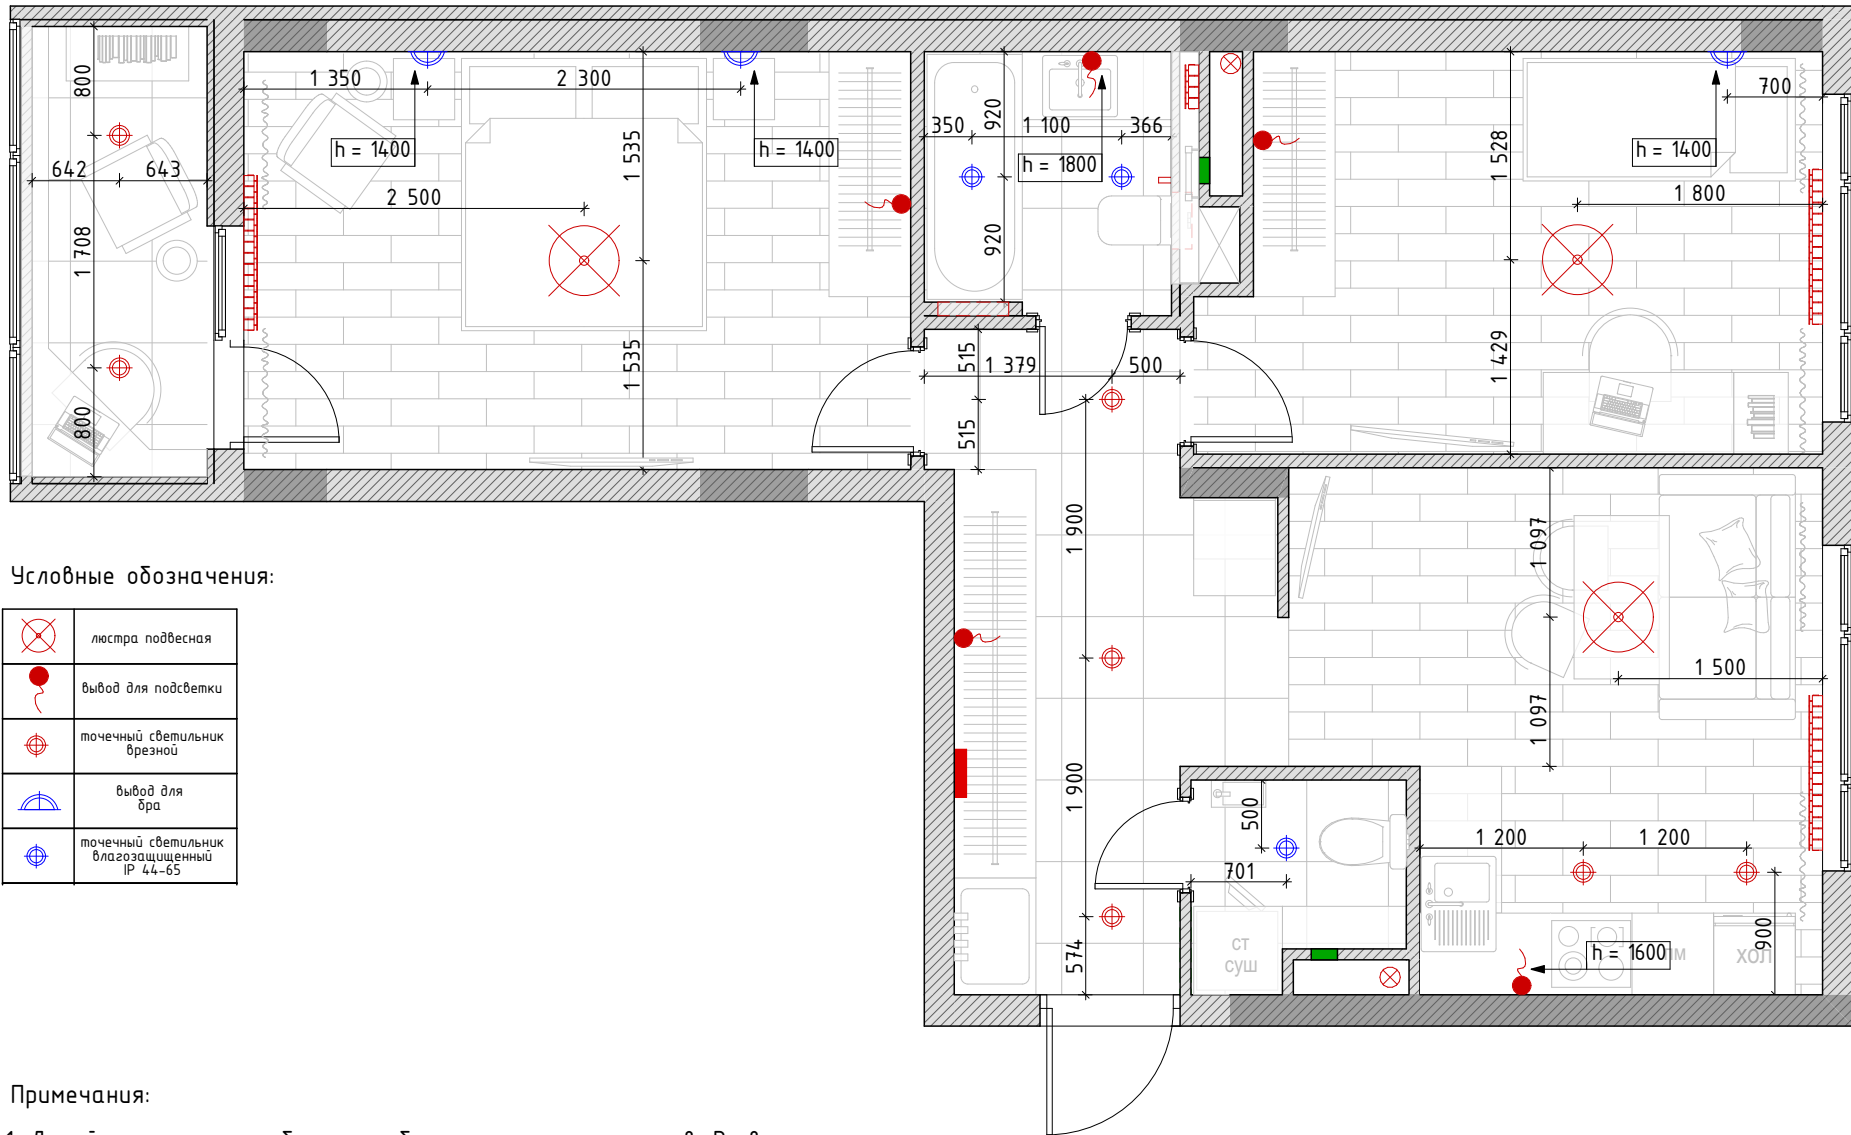 800
1 350
2 300
350
920
1 100
366
700
h = 1400
h = 1400
h = 1800
h = 1400
1 535
1 528
642
643
2 500
1 800
1 708
920
1 535
515
1 379
500
1 429
800
515
1 900
1 097
1 500
1 097
1 900
500
1 200
1 200
701
574
900
ст
суш
h = 1600
пм
хол
Условные обозначения:
люстра подвесная
вывод для подсветки
точечный светильник
врезной
вывод для
бра
точечный светильник
влагозащищенный
IP 44-65
Примечания: